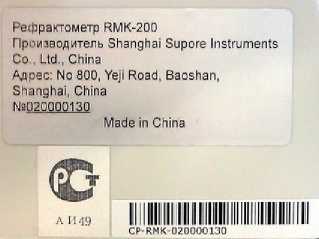 Рефрактометр RMK-200
Производитель Shanghai Supore Instruments
Co., Ltd., China
Адрес: No 800, Yeji Road, Baoshan,
Shanghai, China
№020000130
Made in China
РСТ
А И49
CP-RMK-020000130